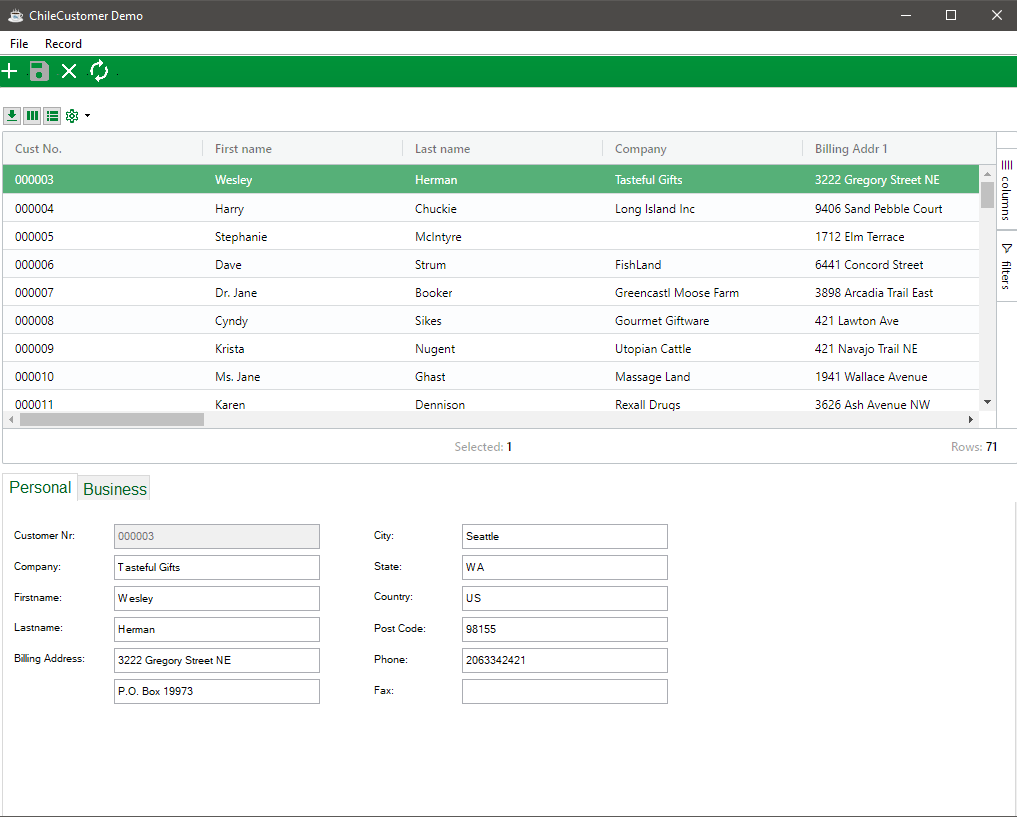 ChileCustomer Demo
File Record
Cust No. First name Last name Company Billing Addr 1
000003 Wesley Herman Tasteful Gifts 3222 Gregory Street NE
000004 Harry Chuckie Long Island Inc 9406 Sand Pebble Court
000005 Stephanie McIntyre 1712 Elm Terrace
000006 Dave Strum FishLand 6441 Concord Street
000007 Dr. Jane Booker Greencastl Moose Farm 3898 Arcadia Trail East
000008 Cyndy Sikes Gourmet Giftware 421 Lawton Ave
000009 Krista Nugent Utopian Cattle 421 Navajo Trail NE
000010 Ms. Jane Ghast Massage Land 1941 Wallace Avenue
000011 Karen Dennison Rexall Drugs 3626 Ash Avenue NW
columns
filters
Selected: 1 Rows: 71
Personal Business
Customer Nr: 000003 City: Seattle
Company: Tasteful Gifts State: WA
Firstname: Wesley Country: US
Lastname: Herman Post Code: 98155
Billing Address: 3222 Gregory Street NE Phone: 2063342421
P.O. Box 19973 Fax: